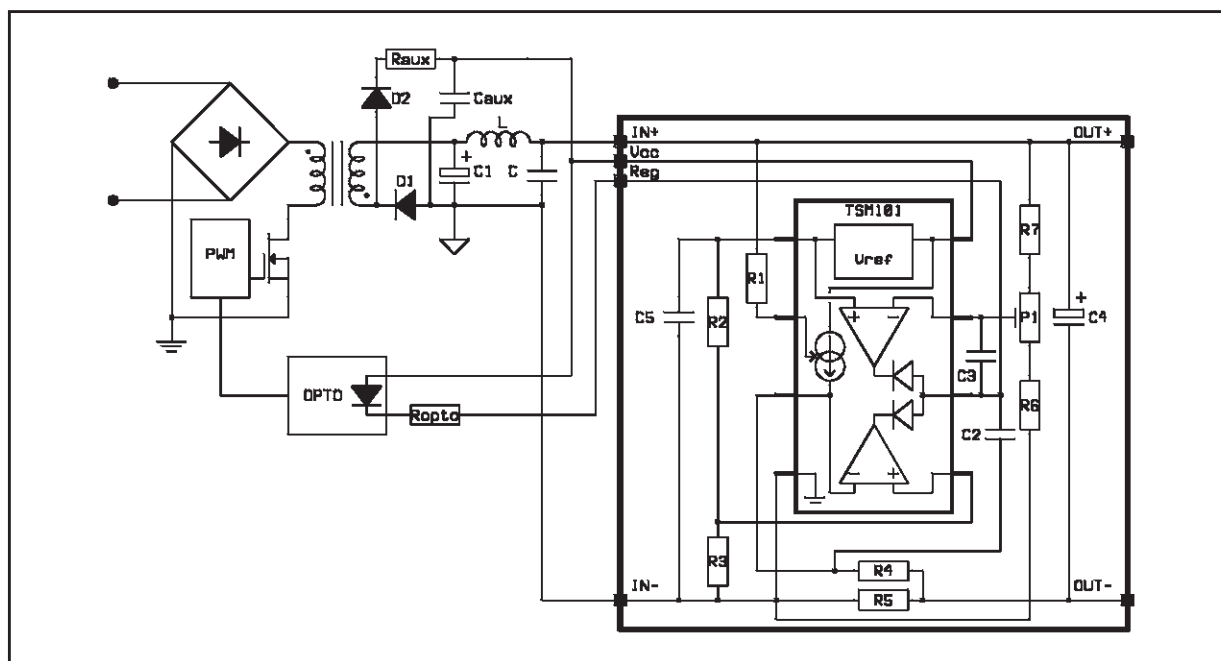 Raux
D2
Caux
L
IN+
OUT+
Vcc
C1
C
Reg
D1
TSM101
R7
PWM
Vref
R1
P1
C5
R2
C4
C3
OPTO
R6
Ropto
C2
R3
R4
IN-
OUT-
R5